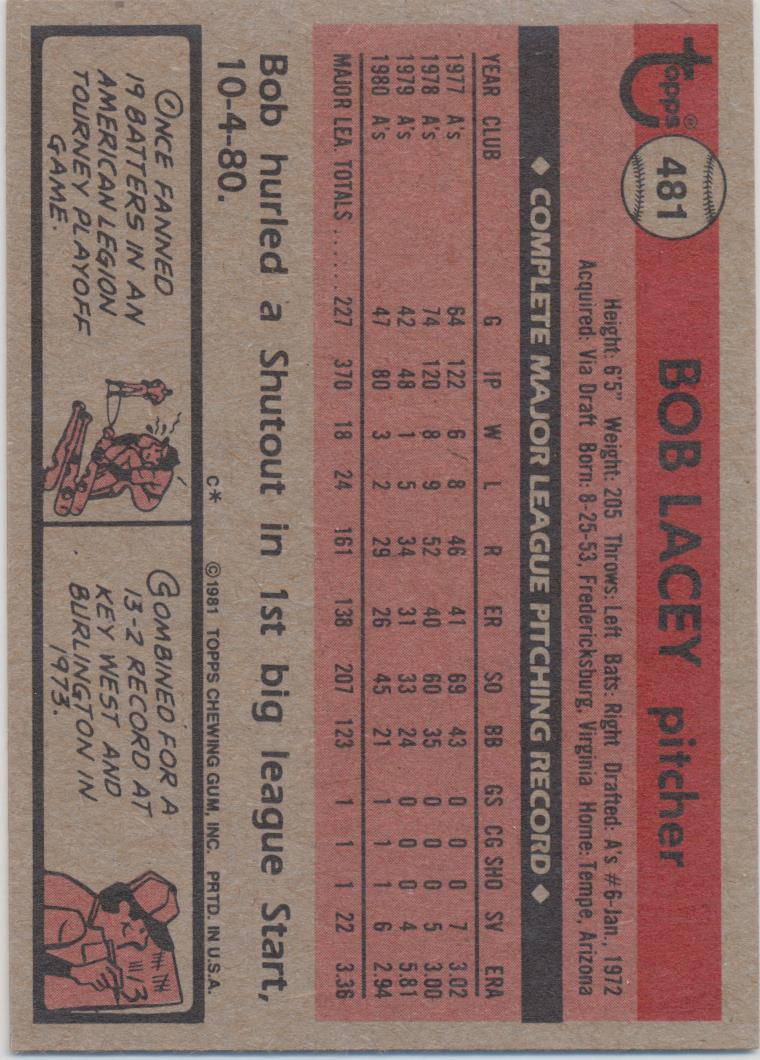 Topps®
481
BOB LACEY pitcher
Height: 6'5" Weight: 205 Throws: Left Bats: Right Drafted: A's #6-Jan., 1972
Acquired: Via Draft Born: 8-25-53, Fredericksburg, Virginia Home: Tempe, Arizona
◆ COMPLETE MAJOR LEAGUE PITCHING RECORD ◆
YEAR CLUB G IP W L R ER SO BB GS CG SHO SV ERA
1977 A's 64 122 6 8 46 41 69 43 0 0 0 7 3.02
1978 A's 74 120 8 9 52 40 60 35 0 0 0 5 3.00
1979 A's 42 48 1 5 34 31 33 24 0 0 0 4 5.81
1980 A's 47 80 3 2 29 26 45 21 1 1 1 6 2.94
MAJOR LEA. TOTALS...... 227 370 18 24 161 138 207 123 1 1 1 22 3.36
Bob hurled a Shutout in 1st big league Start,
10-4-80.
C* ©1981 TOPPS CHEWING GUM, INC. PRTD. IN U.S.A.
ONCE FANNED
19 BATTERS IN AN
AMERICAN LEGION
TOURNEY PLAYOFF
GAME.
COMBINED FOR A
13-2 RECORD AT
KEY WEST AND
BURLINGTON IN
1973.
13